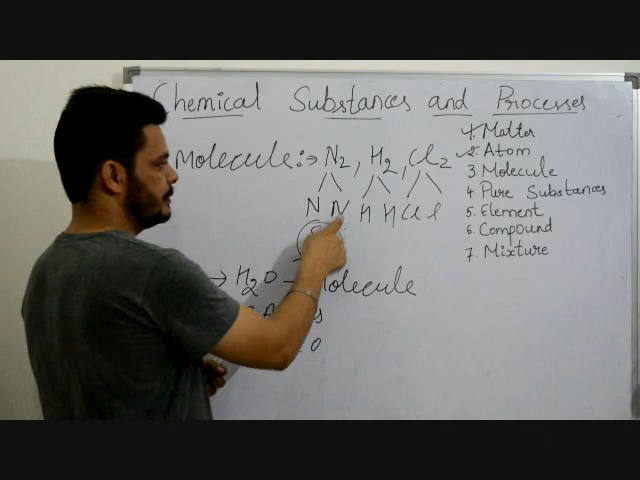 Chemical Substances and Processes
Molecule:→ N2, H2, Cl2
N N H H Cl Cl
→ H2O - Molecule
O
1. Matter
2. Atom
3. Molecule
4. Pure Substances
5. Element
6. Compound
7. Mixture